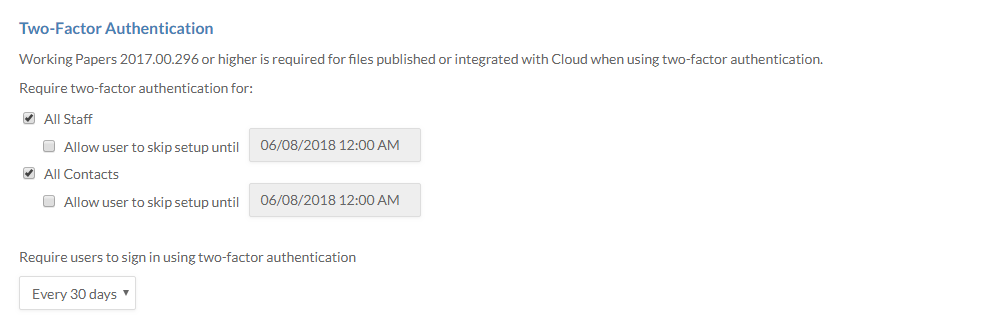 Two-Factor Authentication
Working Papers 2017.00.296 or higher is required for files published or integrated with Cloud when using two-factor authentication.
Require two-factor authentication for:
All Staff
Allow user to skip setup until 06/08/2018 12:00 AM
All Contacts
Allow user to skip setup until 06/08/2018 12:00 AM
Require users to sign in using two-factor authentication
Every 30 days